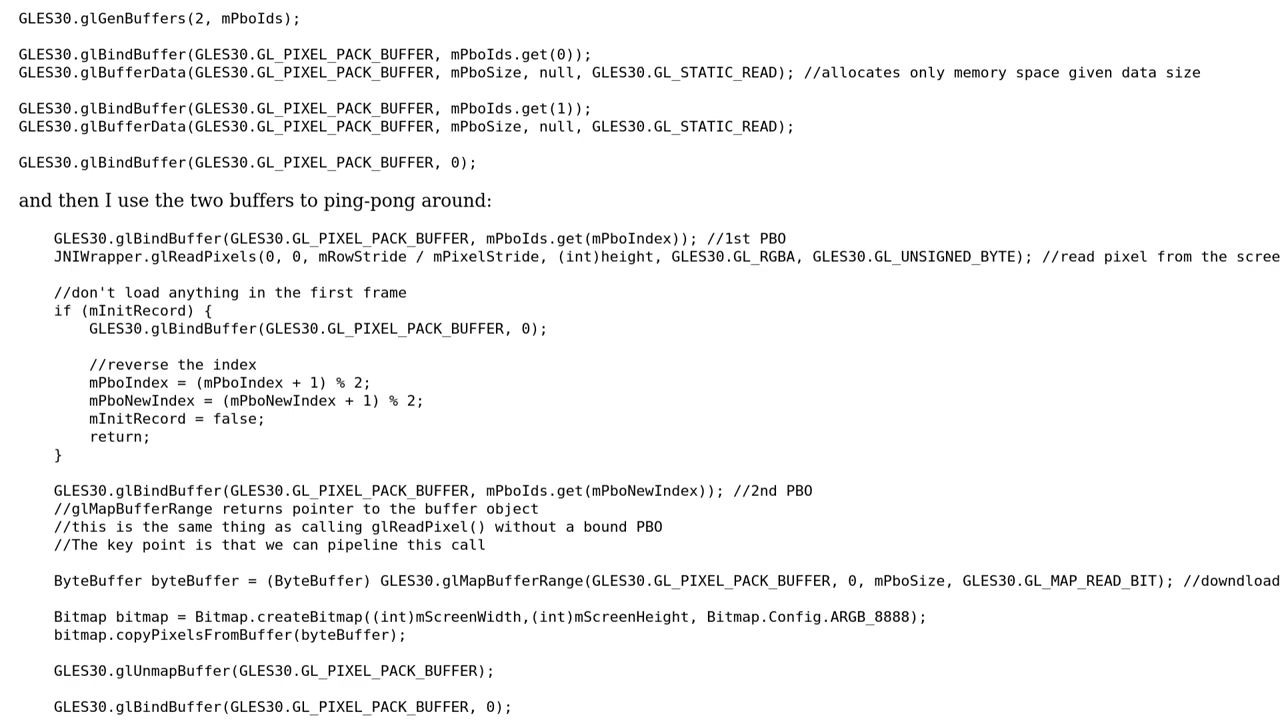 GLES30.glGenBuffers(2, mPboIds);
GLES30.glBindBuffer(GLES30.GL_PIXEL_PACK_BUFFER, mPboIds.get(0));
GLES30.glBufferData(GLES30.GL_PIXEL_PACK_BUFFER, mPboSize, null, GLES30.GL_STATIC_READ); //allocates only memory space given data size
GLES30.glBindBuffer(GLES30.GL_PIXEL_PACK_BUFFER, mPboIds.get(1));
GLES30.glBufferData(GLES30.GL_PIXEL_PACK_BUFFER, mPboSize, null, GLES30.GL_STATIC_READ);
GLES30.glBindBuffer(GLES30.GL_PIXEL_PACK_BUFFER, 0);
and then I use the two buffers to ping-pong around:
GLES30.glBindBuffer(GLES30.GL_PIXEL_PACK_BUFFER, mPboIds.get(mPboIndex)); //1st PBO
JNIWrapper.glReadPixels(0, 0, mRowStride / mPixelStride, (int)height, GLES30.GL_RGBA, GLES30.GL_UNSIGNED_BYTE); //read pixel from the scree
//don't load anything in the first frame
if (mInitRecord) {
GLES30.glBindBuffer(GLES30.GL_PIXEL_PACK_BUFFER, 0);
//reverse the index
mPboIndex = (mPboIndex + 1) % 2;
mPboNewIndex = (mPboNewIndex + 1) % 2;
mInitRecord = false;
return;
}
GLES30.glBindBuffer(GLES30.GL_PIXEL_PACK_BUFFER, mPboIds.get(mPboNewIndex)); //2nd PBO
//glMapBufferRange returns pointer to the buffer object
//this is the same thing as calling glReadPixel() without a bound PBO
//The key point is that we can pipeline this call
ByteBuffer byteBuffer = (ByteBuffer) GLES30.glMapBufferRange(GLES30.GL_PIXEL_PACK_BUFFER, 0, mPboSize, GLES30.GL_MAP_READ_BIT); //downdload
Bitmap bitmap = Bitmap.createBitmap((int)mScreenWidth,(int)mScreenHeight, Bitmap.Config.ARGB_8888);
bitmap.copyPixelsFromBuffer(byteBuffer);
GLES30.glUnmapBuffer(GLES30.GL_PIXEL_PACK_BUFFER);
GLES30.glBindBuffer(GLES30.GL_PIXEL_PACK_BUFFER, 0);